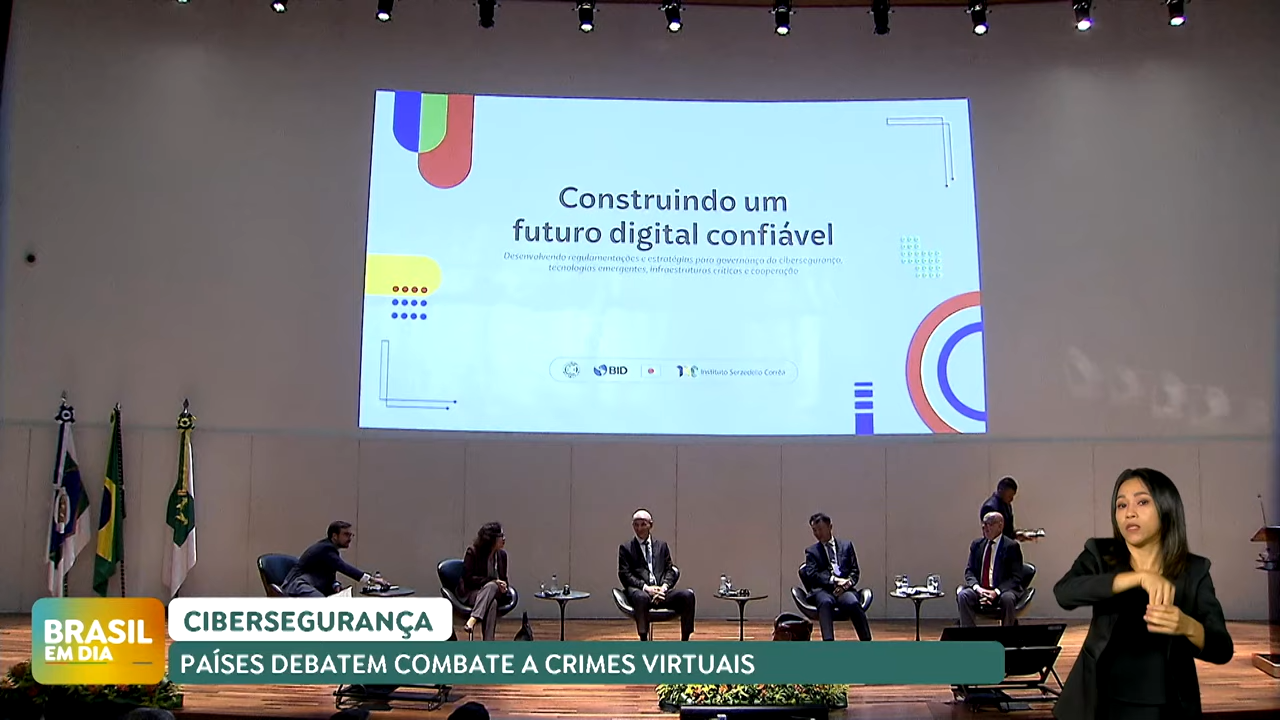 Construindo um
futuro digital confiável
Desenvolvendo regulamentações e estratégias para governança da cibersegurança,
tecnologias emergentes, infraestruturas críticas e cooperação
BID
Instituto Serzedello Corrêa
BRASIL
EM DIA
CIBERSEGURANÇA
PAÍSES DEBATEM COMBATE A CRIMES VIRTUAIS